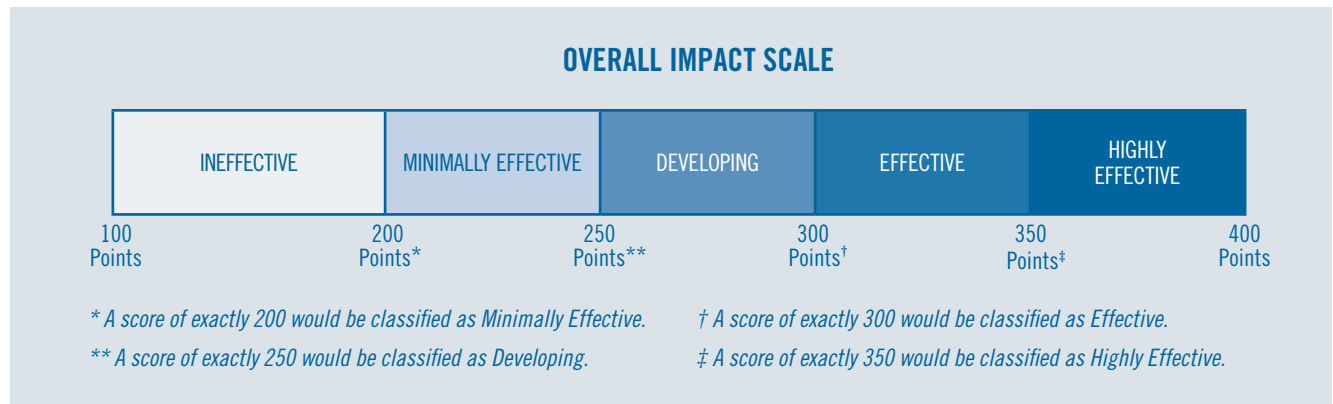 OVERALL IMPACT SCALE
INEFFECTIVE
MINIMALLY EFFECTIVE
DEVELOPING
EFFECTIVE
HIGHLY
EFFECTIVE
100
Points
200
Points*
250
Points**
300
Points†
350
Points‡
400
Points
* A score of exactly 200 would be classified as Minimally Effective.
** A score of exactly 250 would be classified as Developing.
† A score of exactly 300 would be classified as Effective.
‡ A score of exactly 350 would be classified as Highly Effective.